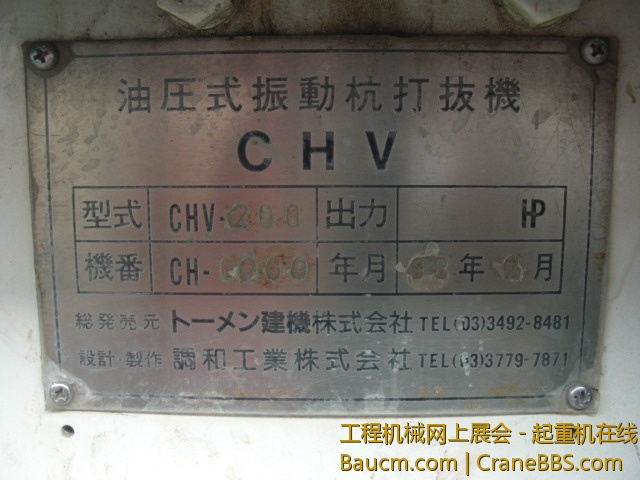 油圧式振動杭打抜機
CHV
型式 CHV- 出力 HP
機番 CH- 年月 年 月
総発売元 トーメン建機株式会社 TEL(03)3492-8481
設計・製作 調和工業株式会社 TEL(03)3779-7871
工程机械网上展会 - 起重机在线
Baucm.com | CraneBBS.com